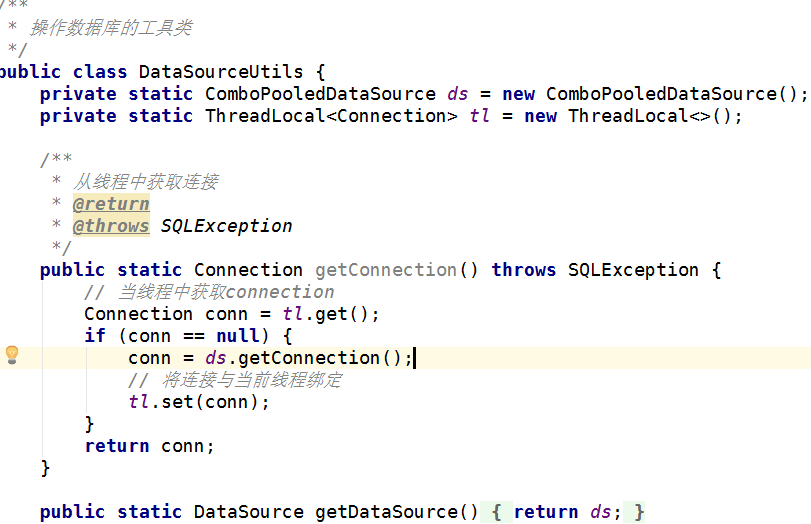 /**
 * 操作数据库的工具类
 */
public class DataSourceUtils {
    private static ComboPooledDataSource ds = new ComboPooledDataSource();
    private static ThreadLocal<Connection> tl = new ThreadLocal<>();
    /**
     * 从线程中获取连接
     * @return
     * @throws SQLException
     */
    public static Connection getConnection() throws SQLException {
        // 当线程中获取connection
        Connection conn = tl.get();
        if (conn == null) {
            conn = ds.getConnection();
            // 将连接与当前线程绑定
            tl.set(conn);
        }
        return conn;
    }
    public static DataSource getDataSource() { return ds; }